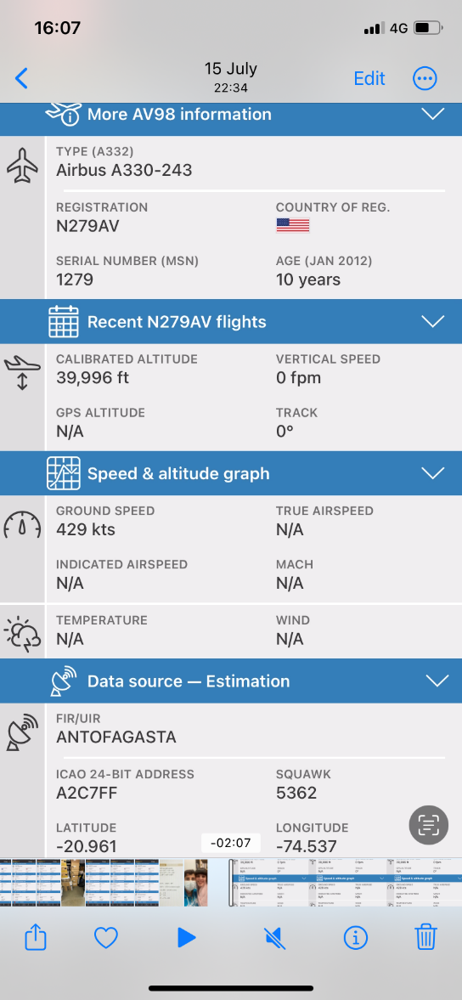 16:07
4G
15 July
22:34
Edit
More AV98 information
TYPE (A332)
Airbus A330-243
REGISTRATION COUNTRY OF REG.
N279AV
SERIAL NUMBER (MSN) AGE (JAN 2012)
1279 10 years
Recent N279AV flights
CALIBRATED ALTITUDE VERTICAL SPEED
39,996 ft 0 fpm
GPS ALTITUDE TRACK
N/A 0°
Speed & altitude graph
GROUND SPEED TRUE AIRSPEED
429 kts N/A
INDICATED AIRSPEED MACH
N/A N/A
TEMPERATURE WIND
N/A N/A
Data source — Estimation
FIR/UIR
ANTOFAGASTA
ICAO 24-BIT ADDRESS SQUAWK
A2C7FF 5362
LATITUDE LONGITUDE
-20.961 -74.537
-02:07